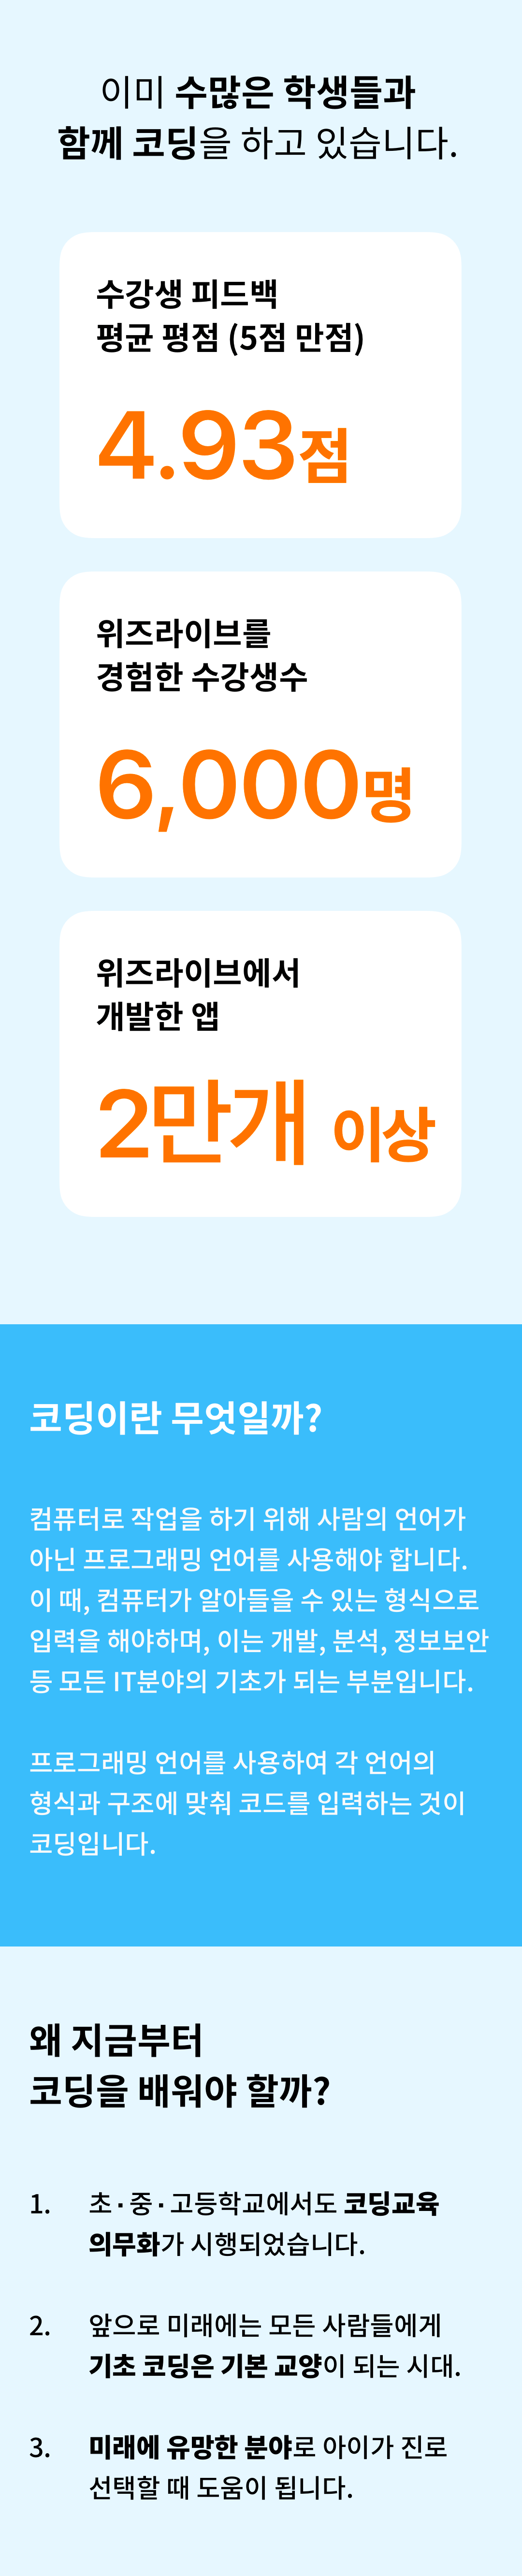 이미 수많은 학생들과
함께 코딩을 하고 있습니다.
수강생 피드백
평균 평점 (5점 만점)
4.93점
위즈라이브를
경험한 수강생수
6,000명
위즈라이브에서
개발한 앱
2만개 이상
코딩이란 무엇일까?
컴퓨터로 작업을 하기 위해 사람의 언어가
아닌 프로그래밍 언어를 사용해야 합니다.
이 때, 컴퓨터가 알아들을 수 있는 형식으로
입력을 해야하며, 이는 개발, 분석, 정보보안
등 모든 IT분야의 기초가 되는 부분입니다.
프로그래밍 언어를 사용하여 각 언어의
형식과 구조에 맞춰 코드를 입력하는 것이
코딩입니다.
왜 지금부터
코딩을 배워야 할까?
1. 초·중·고등학교에서도 코딩교육
의무화가 시행되었습니다.
2. 앞으로 미래에는 모든 사람들에게
기초 코딩은 기본 교양이 되는 시대.
3. 미래에 유망한 분야로 아이가 진로
선택할 때 도움이 됩니다.